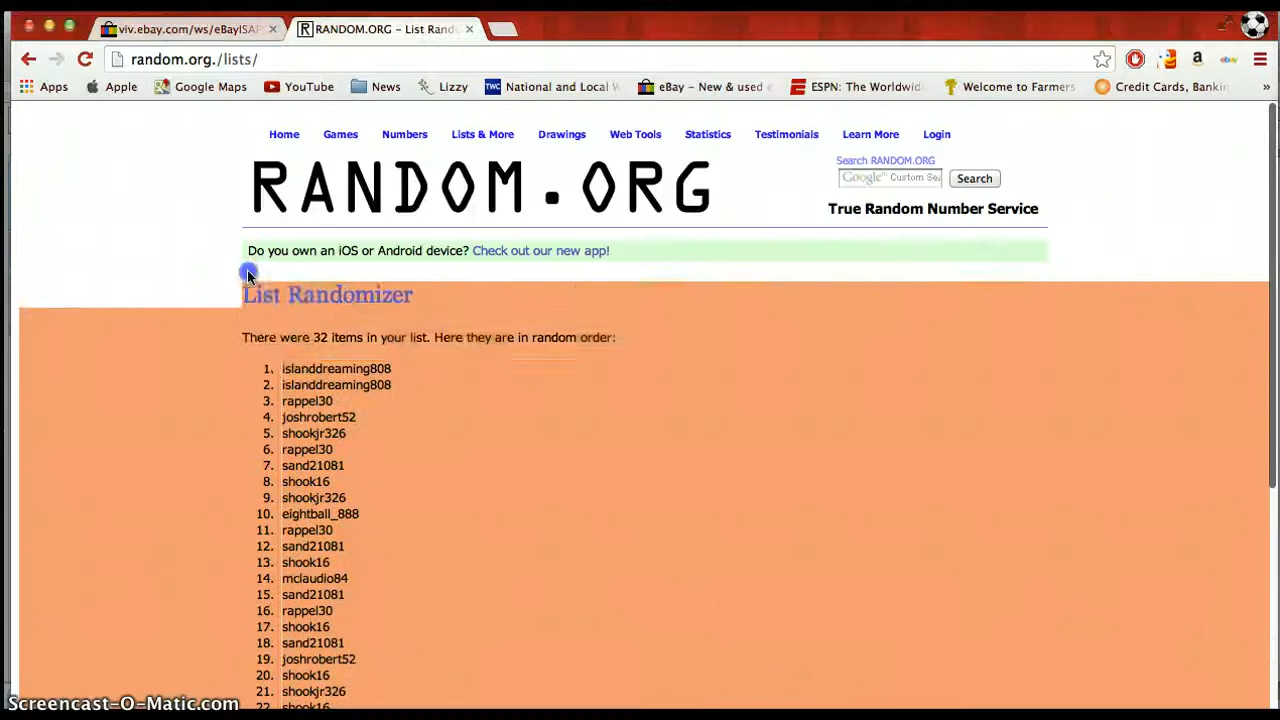 viv.ebay.com/ws/eBayISAP
RANDOM.ORG - List Rando
random.org./lists/
Apps Apple Google Maps YouTube News Lizzy National and Local W eBay - New & used e ESPN: The Worldwid Welcome to Farmers Credit Cards, Bankin »
Home Games Numbers Lists & More Drawings Web Tools Statistics Testimonials Learn More Login
RANDOM.ORG
Search RANDOM.ORG
Google™ Custom Sea Search
True Random Number Service
Do you own an iOS or Android device? Check out our new app!
List Randomizer
There were 32 items in your list. Here they are in random order:
1. islanddreaming808
2. islanddreaming808
3. rappel30
4. joshrobert52
5. shookjr326
6. rappel30
7. sand21081
8. shook16
9. shookjr326
10. eightball_888
11. rappel30
12. sand21081
13. shook16
14. mclaudio84
15. sand21081
16. rappel30
17. shook16
18. sand21081
19. joshrobert52
20. shook16
21. shookjr326
22. shook16
Screencast-O-Matic.com